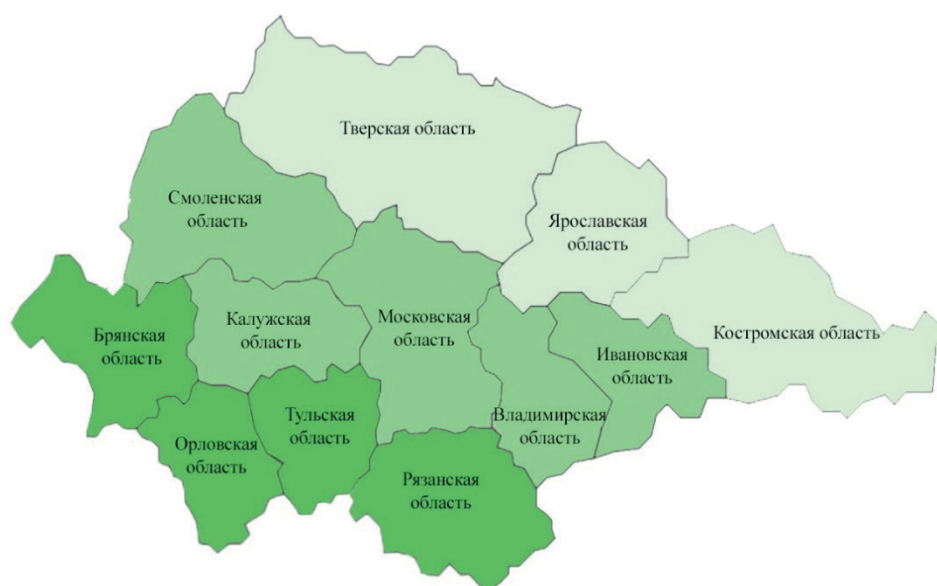 Тверская область
Смоленская
область
Ярославская
область
Брянская
область
Калужская
область
Московская
область
Ивановская
область
Костромская область
Владимирская
область
Орловская
область
Тульская
область
Рязанская
область